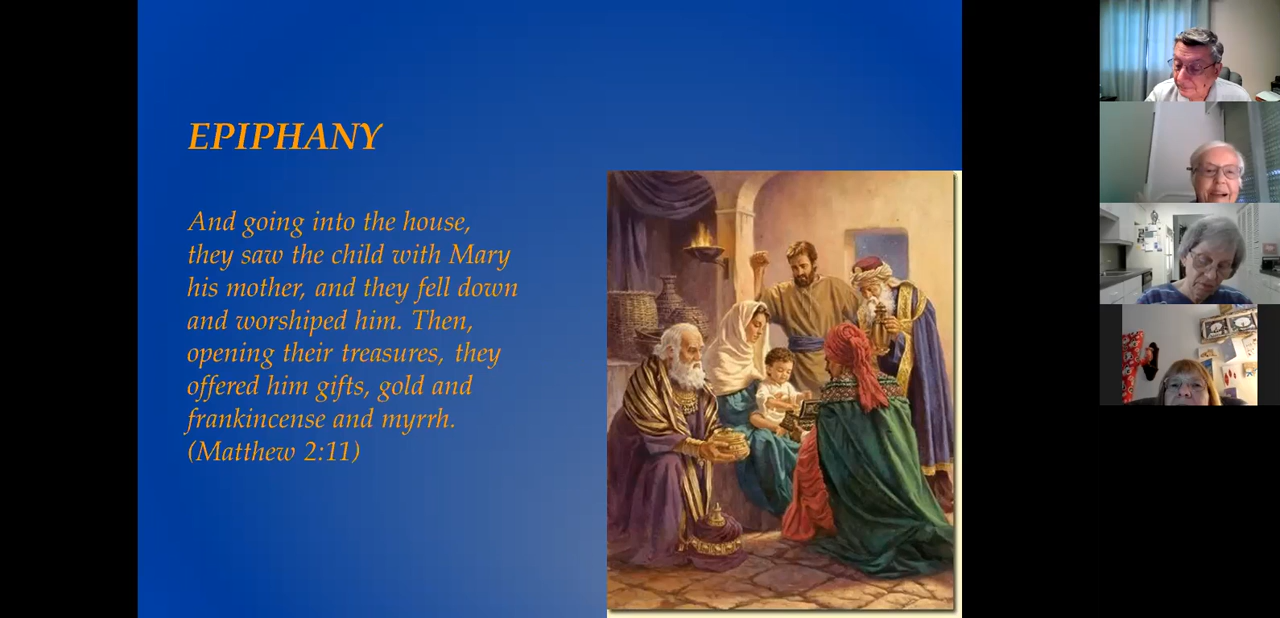 EPIPHANY
And going into the house,
they saw the child with Mary
his mother, and they fell down
and worshiped him. Then,
opening their treasures, they
offered him gifts, gold and
frankincense and myrrh.
(Matthew 2:11)